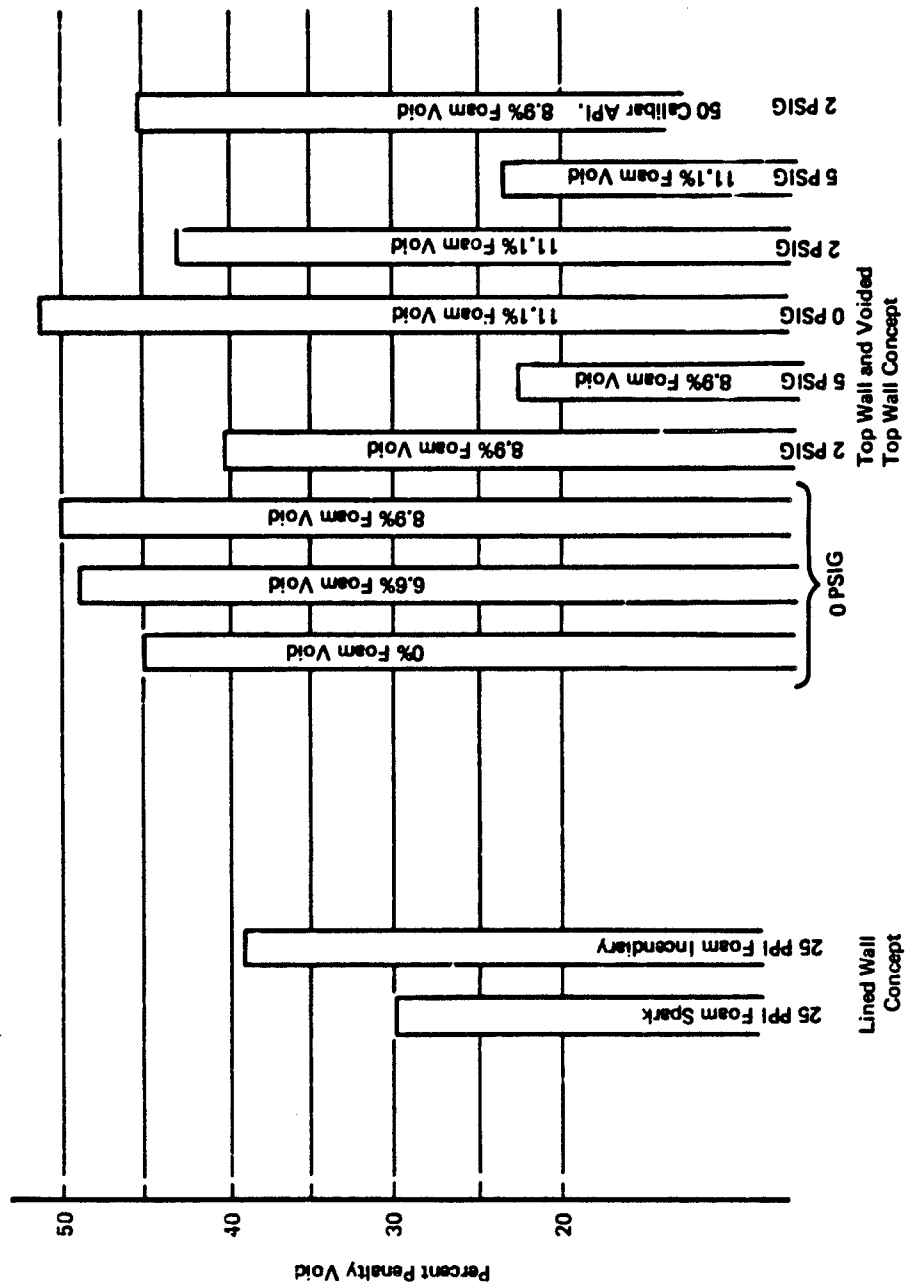 Percent Penalty Void
50
40
30
20
25 PPI Foam Spark
25 PPI Foam Incendiary
Lined Wall
Concept
0% Foam Void
6.6% Foam Void
8.9% Foam Void
0 PSIG
8.9% Foam Void
2 PSIG
8.9% Foam Void
5 PSIG
11.1% Foam Void
0 PSIG
11.1% Foam Void
2 PSIG
11.1% Foam Void
5 PSIG
8.9% Foam Void
50 Calibar API.
2 PSIG
Top Wall and Voided
Top Wall Concept